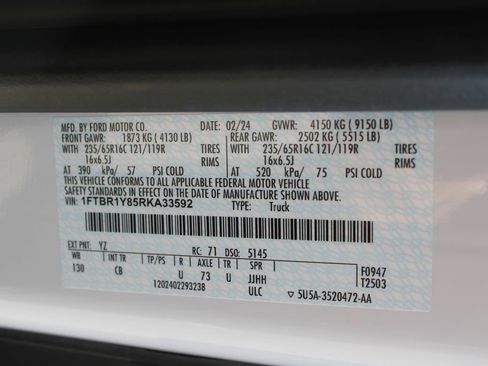 MFD. BY FORD MOTOR CO. DATE: 02/24 GVWR: 4150 KG ( 9150 LB)
FRONT GAWR: 1873 KG ( 4130 LB) REAR GAWR: 2502 KG ( 5515 LB)
WITH 235/65R16C 121/119R TIRES WITH 235/65R16C 121/119R TIRES
16x6.5J RIMS 16x6.5J RIMS
AT 390 kPa/ 57 PSI COLD AT 520 kPa/ 75 PSI COLD
THIS VEHICLE CONFORMS TO ALL APPLICABLE FEDERAL MOTOR VEHICLE
SAFETY STANDARDS IN EFFECT ON THE DATE OF MANUFACTURE SHOWN ABOVE.
VIN: 1FTBR1Y85RKA33592 TYPE: Truck
EXT PNT: YZ RC: 71 DSO: 5145
WB INT TR TP/PS R AXLE TR SPR F0947
130 CB U 73 U JJHH T2503
1202402293238 ULC ▽ 5U5A-3520472-AA